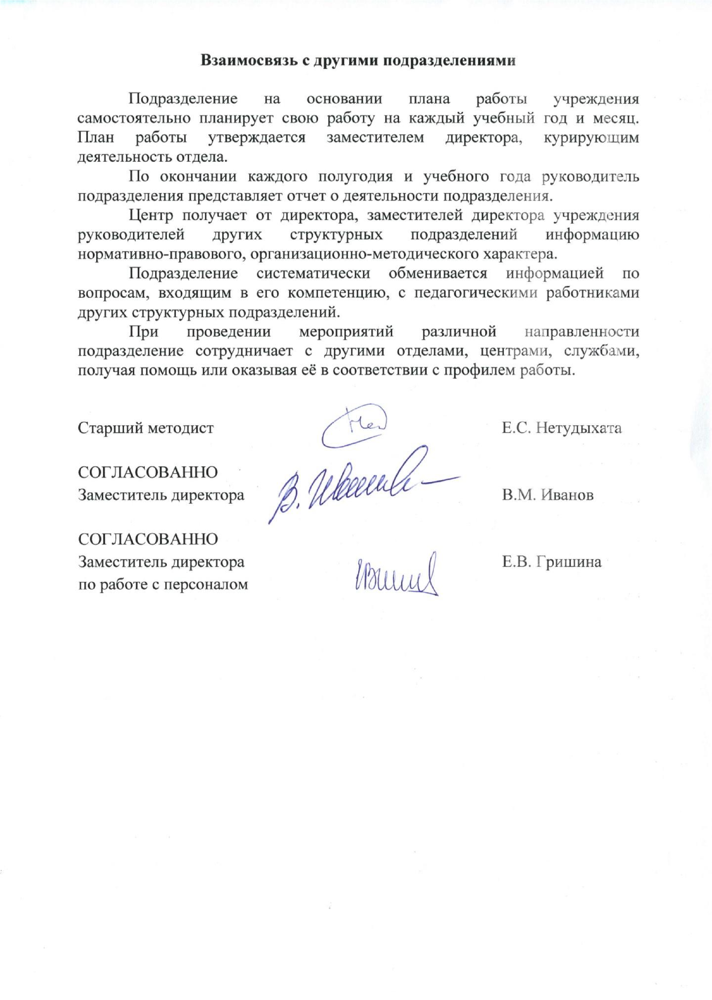 Взаимосвязь с другими подразделениями
Подразделение на основании плана работы учреждения
самостоятельно планирует свою работу на каждый учебный год и месяц.
План работы утверждается заместителем директора, курирующим
деятельность отдела.
По окончании каждого полугодия и учебного года руководитель
подразделения представляет отчет о деятельности подразделения.
Центр получает от директора, заместителей директора учреждения
руководителей других структурных подразделений информацию
нормативно-правового, организационно-методического характера.
Подразделение систематически обменивается информацией по
вопросам, входящим в его компетенцию, с педагогическими работниками
других структурных подразделений.
При проведении мероприятий различной направленности
подразделение сотрудничает с другими отделами, центрами, службами,
получая помощь или оказывая её в соответствии с профилем работы.
Старший методист Е.С. Нетудыхата
СОГЛАСОВАННО
Заместитель директора В. Иванов В.М. Иванов
СОГЛАСОВАННО
Заместитель директора Е.В. Гришина
по работе с персоналом